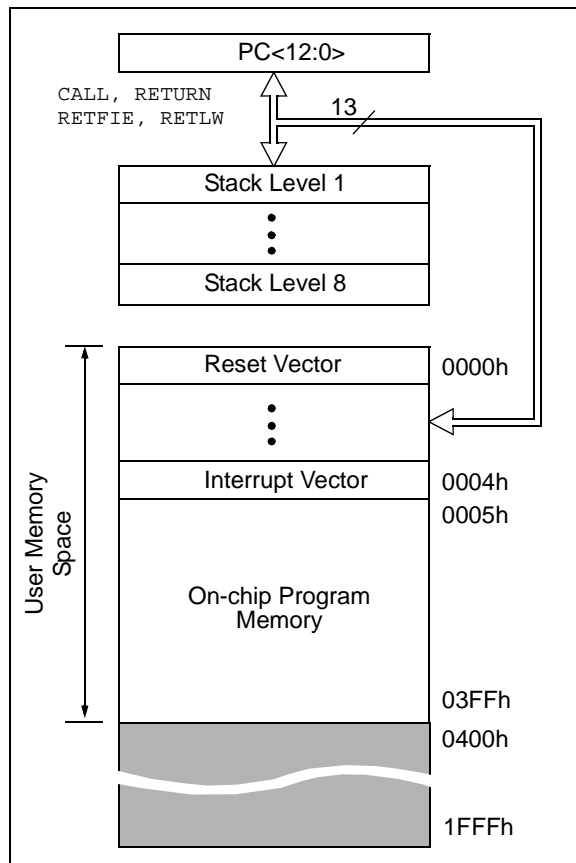 PC<12:0>
CALL, RETURN
RETFIE, RETLW
13
Stack Level 1
Stack Level 8
Reset Vector
0000h
Interrupt Vector
0004h
0005h
User Memory
Space
On-chip Program
Memory
03FFh
0400h
1FFFh